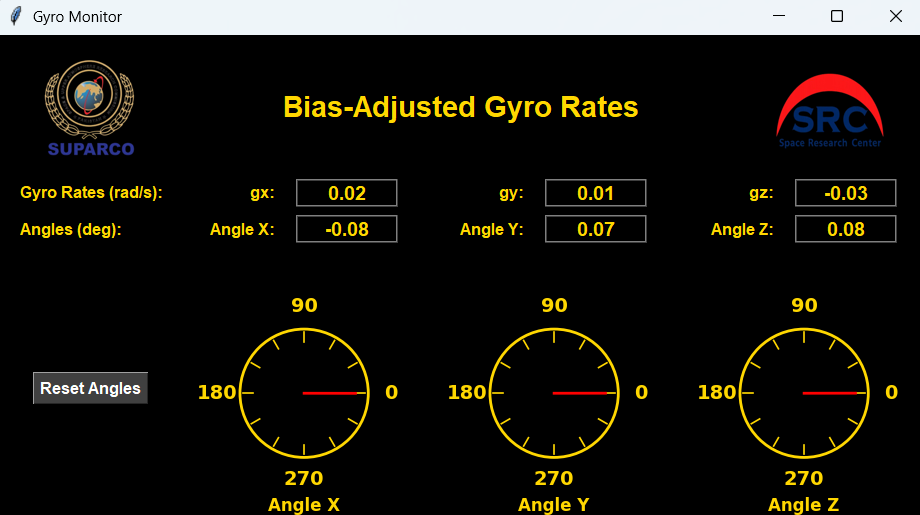 Gyro Monitor
SUPARCO
Bias-Adjusted Gyro Rates
SRC
Space Research Center
Gyro Rates (rad/s): gx: 0.02 gy: 0.01 gz: -0.03
Angles (deg): Angle X: -0.08 Angle Y: 0.07 Angle Z: 0.08
90 90 90
Reset Angles
180 0 180 0 180 0
270 270 270
Angle X Angle Y Angle Z